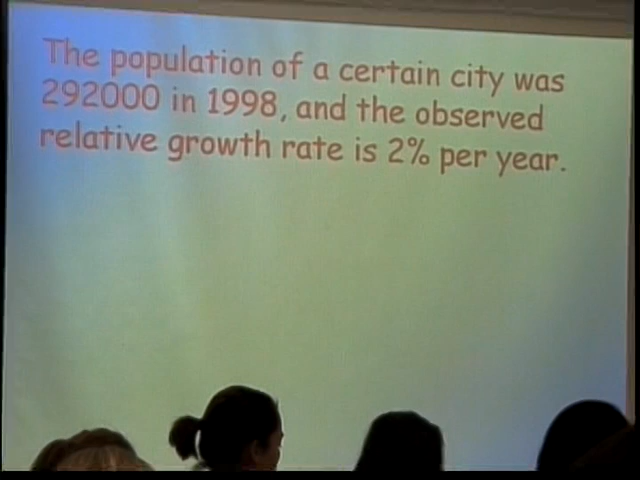 The population of a certain city was
292000 in 1998, and the observed
relative growth rate is 2% per year.